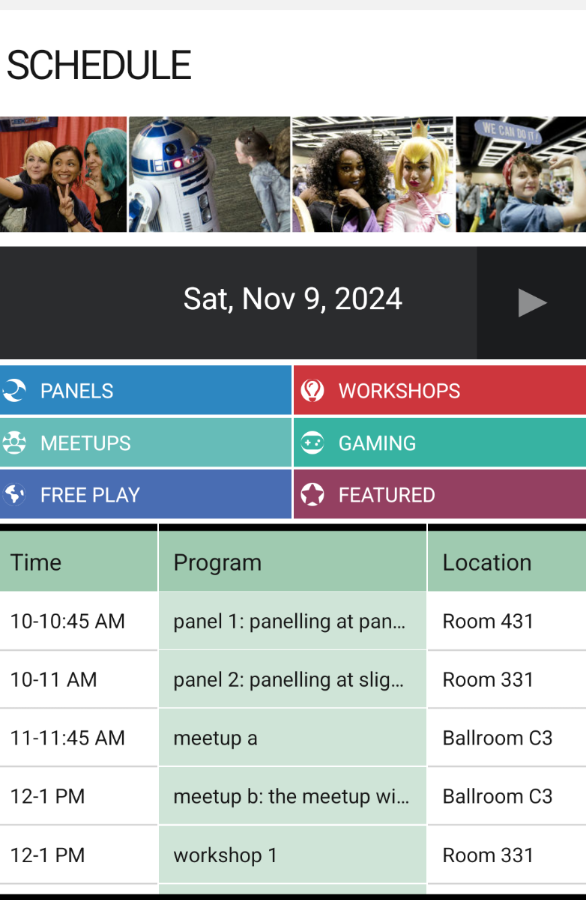 SCHEDULE
WE CAN DO IT!
Sat, Nov 9, 2024
PANELS
WORKSHOPS
MEETUPS
GAMING
FREE PLAY
FEATURED
Time Program Location
10-10:45 AM panel 1: panelling at pan... Room 431
10-11 AM panel 2: panelling at slig... Room 331
11-11:45 AM meetup a Ballroom C3
12-1 PM meetup b: the meetup wi... Ballroom C3
12-1 PM workshop 1 Room 331